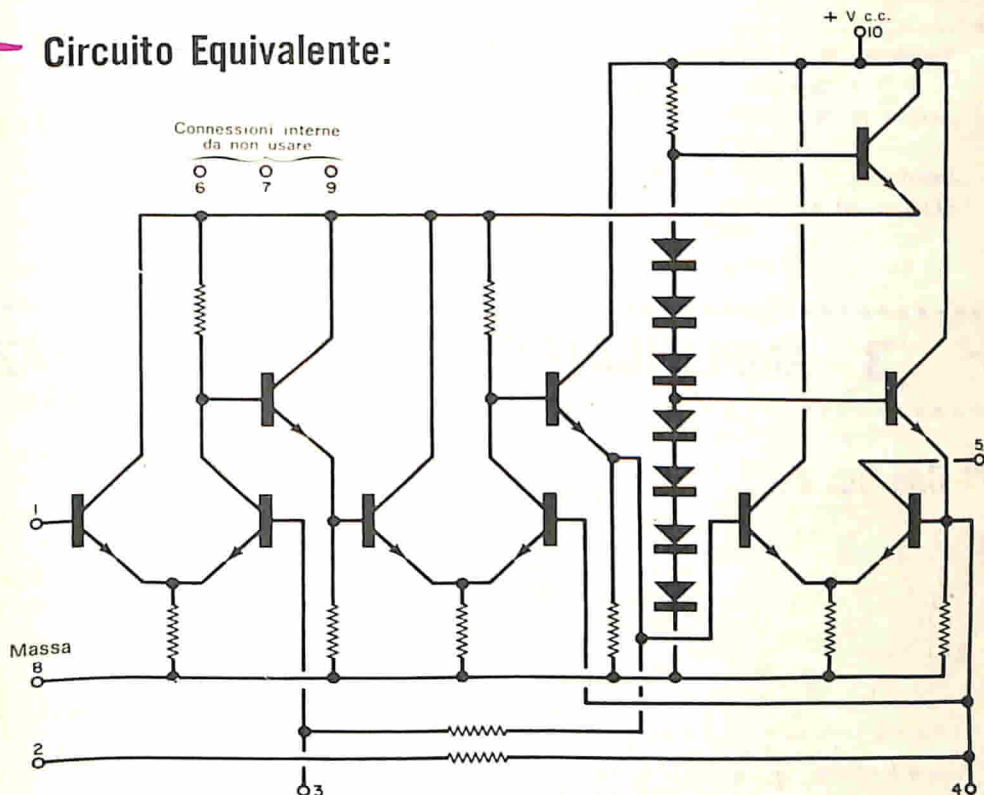 Circuito Equivalente:
+ V c.c.
10
Connessioni interne
da non usare
6 7 9
5
1
Massa
8
2
3
4